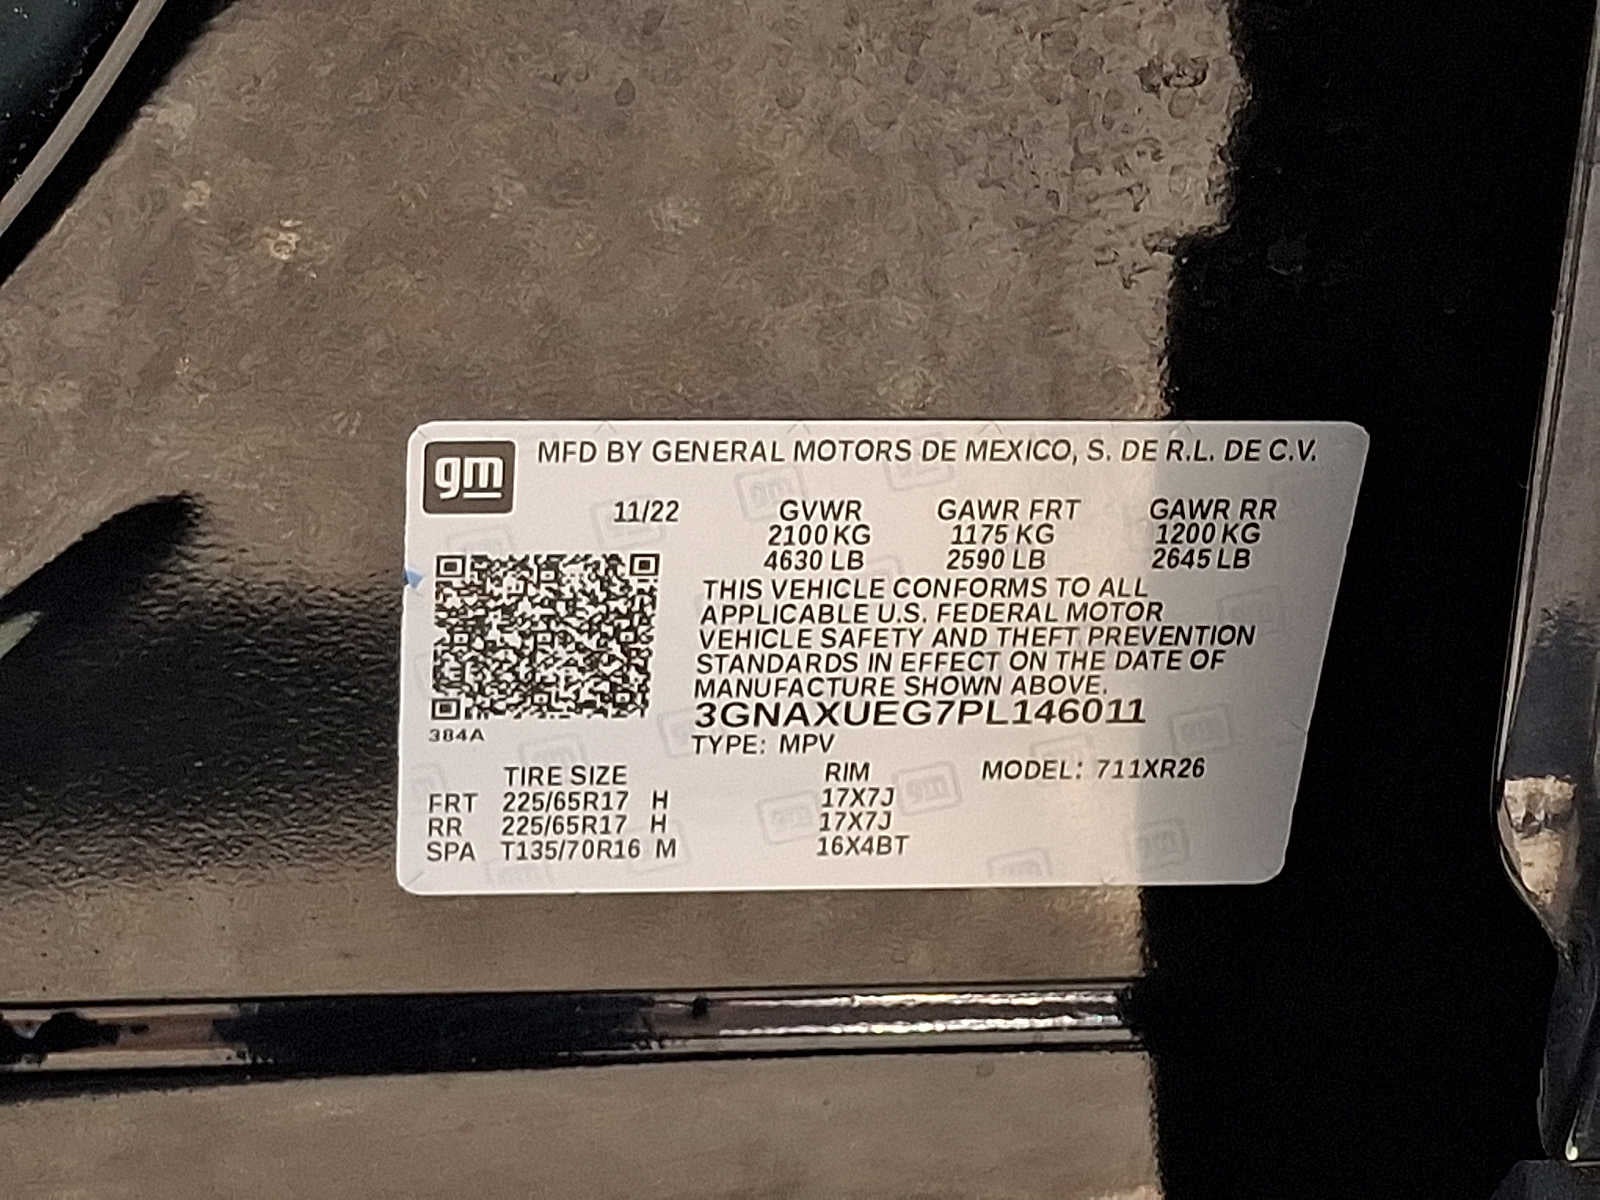 gm
MFD BY GENERAL MOTORS DE MEXICO, S. DE R.L. DE C.V.
11/22 GVWR GAWR FRT GAWR RR
2100 KG 1175 KG 1200 KG
4630 LB 2590 LB 2645 LB
THIS VEHICLE CONFORMS TO ALL
APPLICABLE U.S. FEDERAL MOTOR
VEHICLE SAFETY AND THEFT PREVENTION
STANDARDS IN EFFECT ON THE DATE OF
MANUFACTURE SHOWN ABOVE.
3GNAXUEG7PL146011
384A
TYPE: MPV
TIRE SIZE RIM MODEL: 711XR26
FRT 225/65R17 H 17X7J
RR 225/65R17 H 17X7J
SPA T135/70R16 M 16X4BT